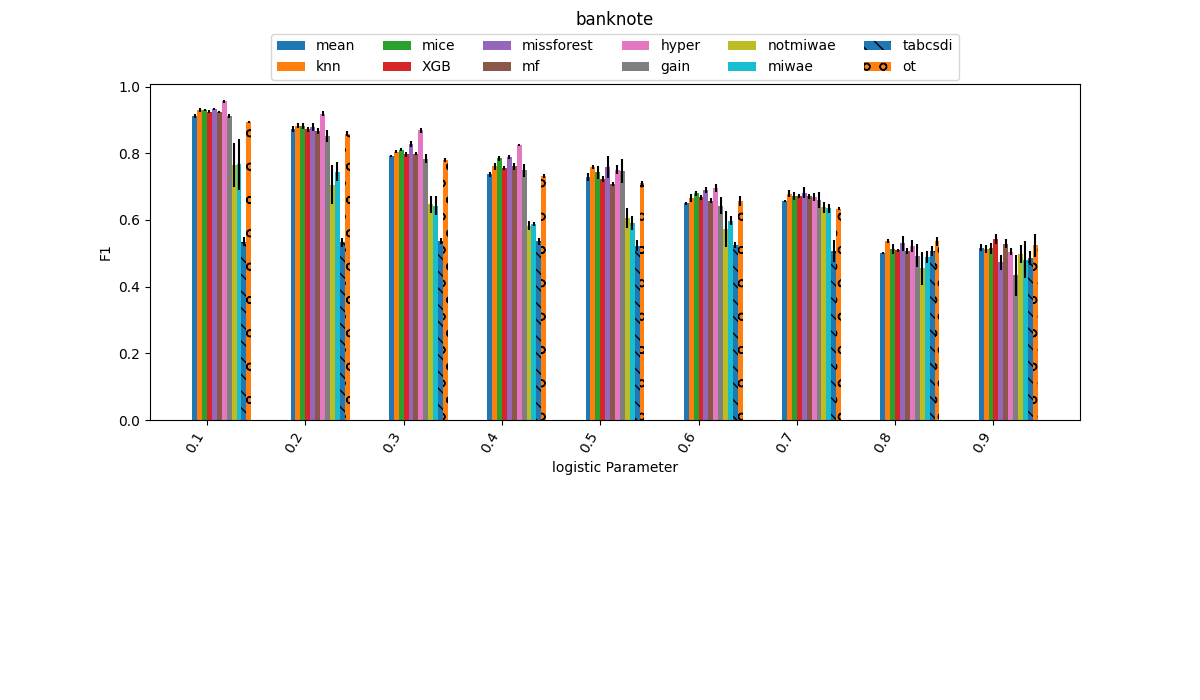 banknote
mean mice missforest hyper notmiwae tabcsdi
knn XGB mf gain miwae ot
1.0
0.8
0.6
0.4
0.2
0.0
F1
0.1 0.2 0.3 0.4 0.5 0.6 0.7 0.8 0.9
logistic Parameter